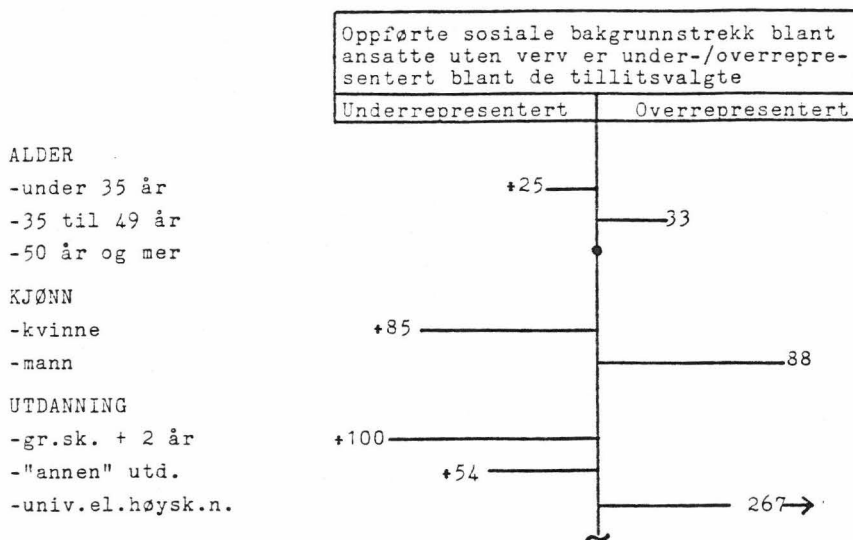 Oppførte sosiale bakgrunnstrekk blant
ansatte uten verv er under-/overrepre-
sentert blant de tillitsvalgte
Underrepresentert Overrepresentert
ALDER
-under 35 år +25
-35 til 49 år 33
-50 år og mer
KJØNN
-kvinne +85
-mann 88
UTDANNING
-gr.sk. + 2 år +100
-"annen" utd. +54
-univ.el.høysk.n. 267